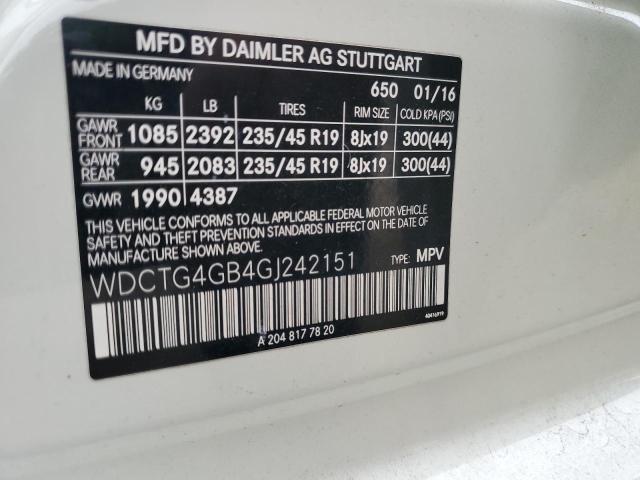 MFD BY DAIMLER AG STUTTGART
MADE IN GERMANY 650 01/16
KG LB TIRES RIM SIZE COLD KPA(PSI)
GAWR FRONT 1085 2392 235/45 R19 8Jx19 300(44)
GAWR REAR 945 2083 235/45 R19 8Jx19 300(44)
GVWR 1990 4387
THIS VEHICLE CONFORMS TO ALL APPLICABLE FEDERAL MOTOR VEHICLE
SAFETY AND THEFT PREVENTION STANDARDS IN EFFECT ON THE DATE OF
MANUFACTURE SHOWN ABOVE.
WDCTG4GB4GJ242151 TYPE: MPV
A 204 817 78 20 40416919